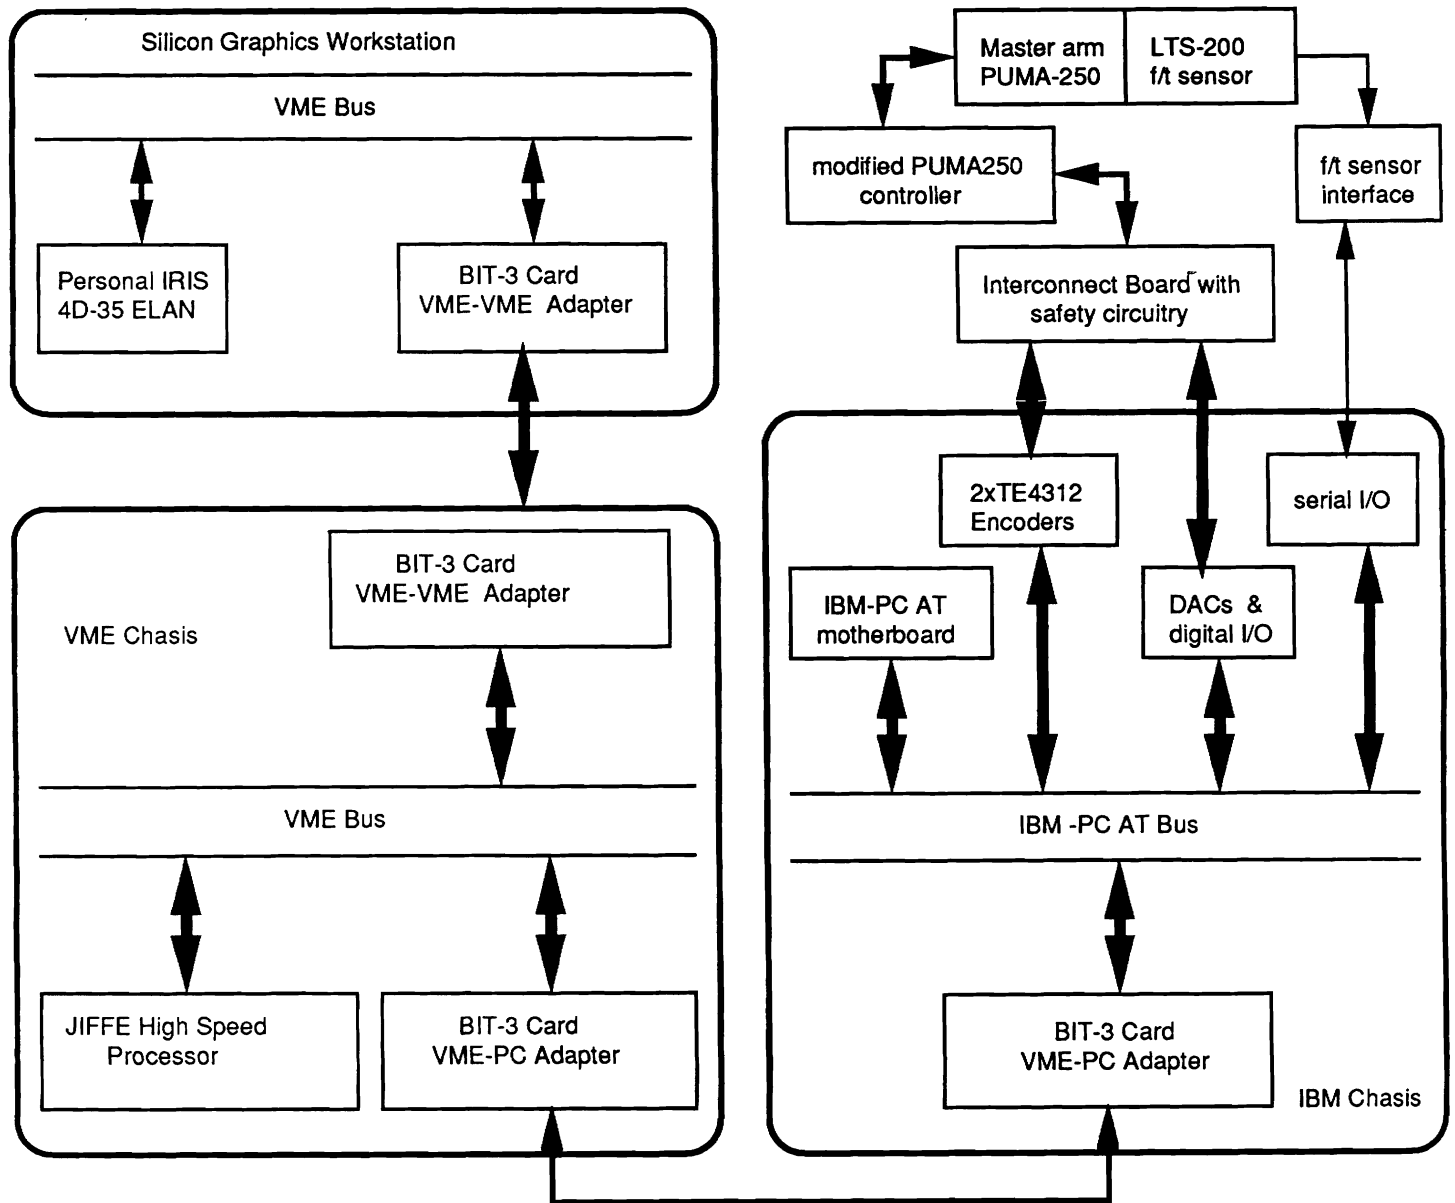 Silicon Graphics Workstation
VME Bus
Personal IRIS
4D-35 ELAN
BIT-3 Card
VME-VME Adapter
Master arm
PUMA-250
LTS-200
f/t sensor
modified PUMA250
controller
f/t sensor
interface
Interconnect Board with
safety circuitry
VME Chasis
BIT-3 Card
VME-VME Adapter
VME Bus
JIFFE High Speed
Processor
BIT-3 Card
VME-PC Adapter
2xTE4312
Encoders
serial I/O
IBM-PC AT
motherboard
DACs &
digital I/O
IBM -PC AT Bus
BIT-3 Card
VME-PC Adapter
IBM Chasis